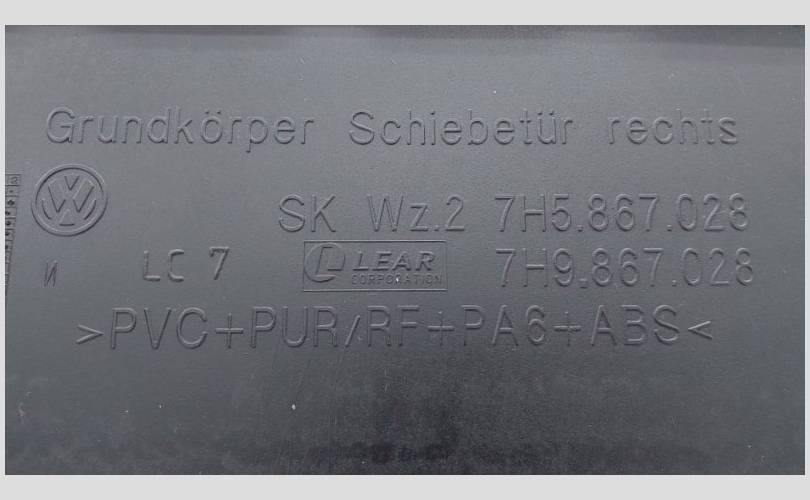 Grundkörper Schiebetür rechts
SK Wz.2 7H5.867.028
LC 7 LEAR CORPORATION 7H9.867.028
>PVC+PUR/RF+PA6+ABS<